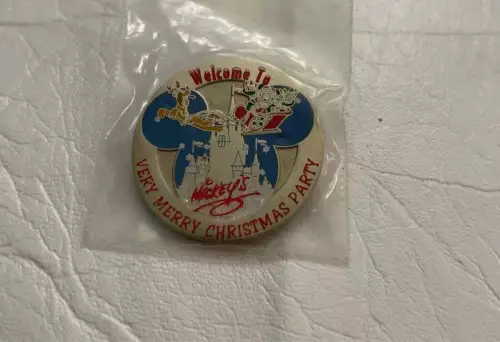 Welcome To
MICKEY'S
VERY MERRY CHRISTMAS PARTY